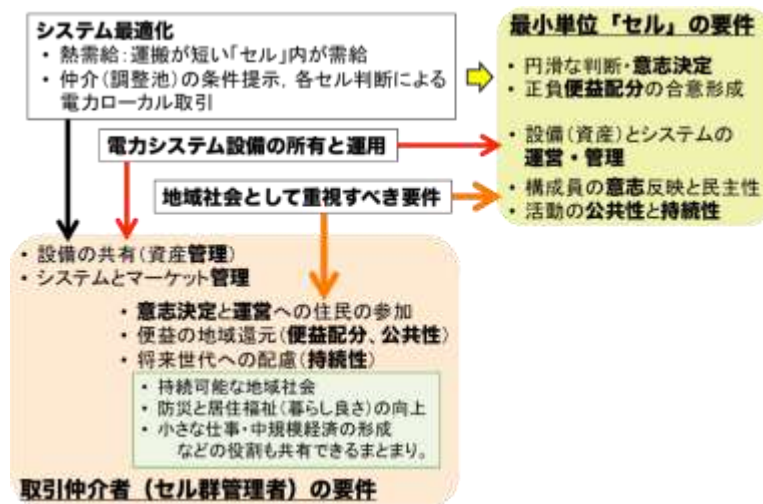 システム最適化
・ 熱需給：運搬が短い「セル」内が需給
・ 仲介（調整池）の条件提示，各セル判断による
電力ローカル取引
最小単位「セル」の要件
・ 円滑な判断・意志決定
・ 正負便益配分の合意形成
・ 設備（資産）とシステムの
運営・管理
・ 構成員の意志反映と民主性
・ 活動の公共性と持続性
電力システム設備の所有と運用
地域社会として重視すべき要件
・ 設備の共有（資産管理）
・ システムとマーケット管理
・ 意志決定と運営への住民の参加
・ 便益の地域還元（便益配分、公共性）
・ 将来世代への配慮（持続性）
・ 持続可能な地域社会
・ 防災と居住福祉（暮らし良さ）の向上
・ 小さな仕事・中規模経済の形成
などの役割も共有できるまとまり。
取引仲介者（セル群管理者）の要件